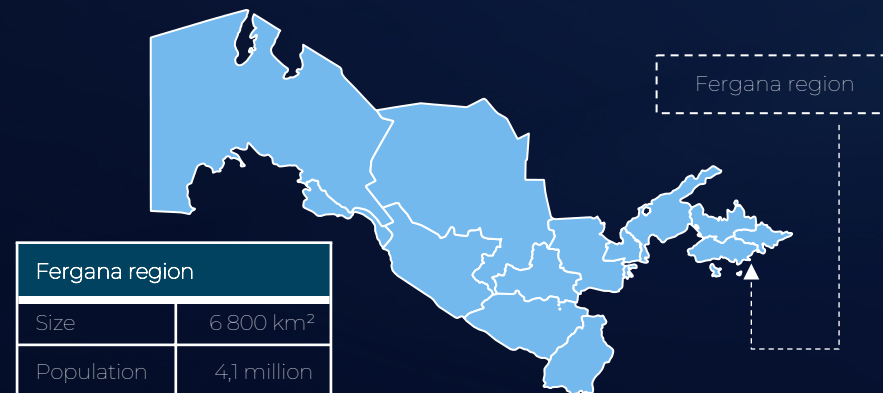 Fergana region
Fergana region
Size 6 800 km²
Population 4,1 million